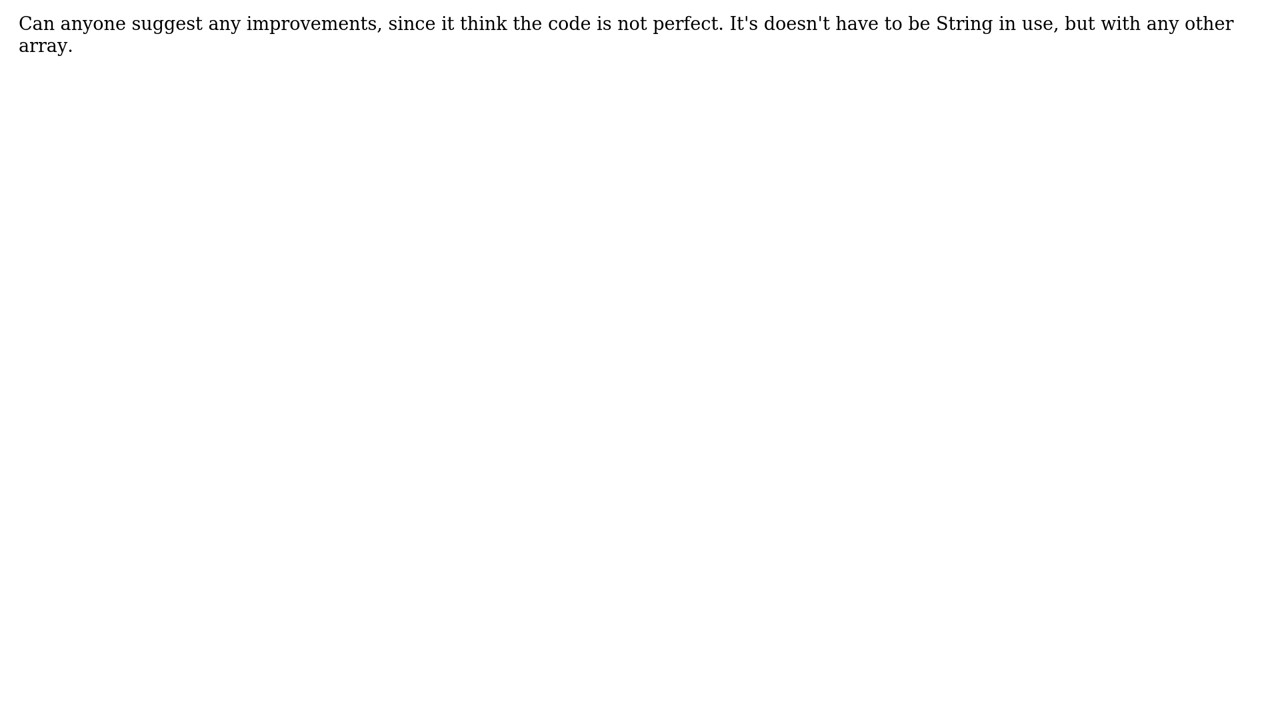 Can anyone suggest any improvements, since it think the code is not perfect. It's doesn't have to be String in use, but with any other
array.